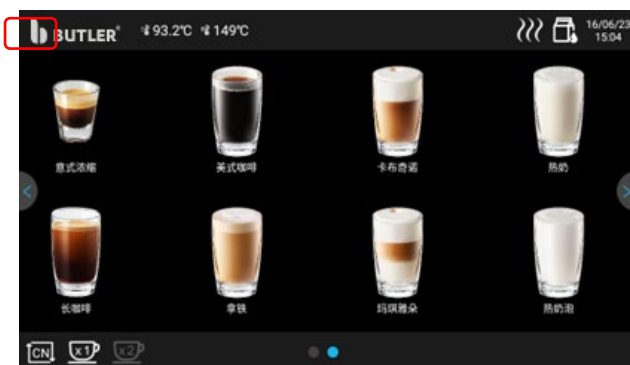 BUTLER® 93.2℃ 149℃ 16/06/23
15:04
意式浓缩 美式咖啡 卡布奇诺 热奶
长咖啡 拿铁 玛琪雅朵 热奶泡
CN x1 x2